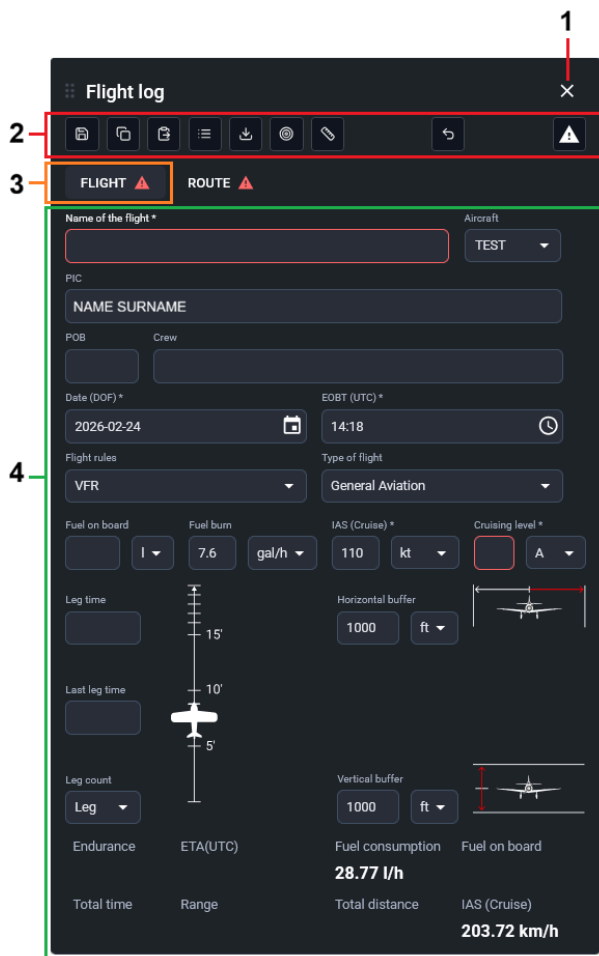 1
Flight log
2
3
FLIGHT ROUTE
Name of the flight * Aircraft
TEST
PIC
NAME SURNAME
POB Crew
Date (DOF) * EOBT (UTC) *
2026-02-24 14:18
4
Flight rules Type of flight
VFR General Aviation
Fuel on board Fuel burn IAS (Cruise) * Cruising level *
l 7.6 gal/h 110 kt A
Leg time Horizontal buffer
15' 1000 ft
Last leg time 10'
5'
Leg count Vertical buffer
Leg 1000 ft
Endurance ETA(UTC) Fuel consumption Fuel on board
28.77 l/h
Total time Range Total distance IAS (Cruise)
203.72 km/h